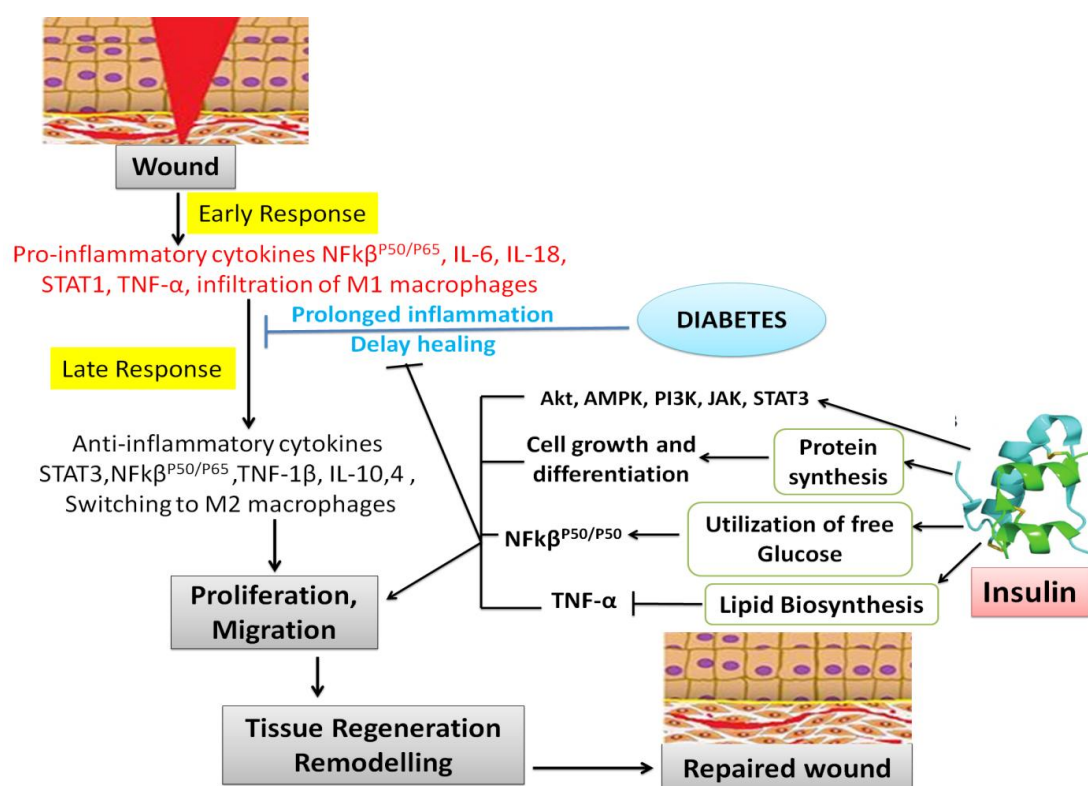 Wound
Early Response
Pro-inflammatory cytokines NFkβP50/P65, IL-6, IL-18,
STAT1, TNF-α, infiltration of M1 macrophages
Prolonged inflammation
Delay healing
DIABETES
Late Response
Anti-inflammatory cytokines
STAT3,NFkβP50/P65,TNF-1β, IL-10,4 ,
Switching to M2 macrophages
Akt, AMPK, PI3K, JAK, STAT3
Cell growth and
differentiation
Protein
synthesis
NFkβP50/P50
Utilization of free
Glucose
TNF-α
Lipid Biosynthesis
Insulin
Proliferation,
Migration
Tissue Regeneration
Remodelling
Repaired wound